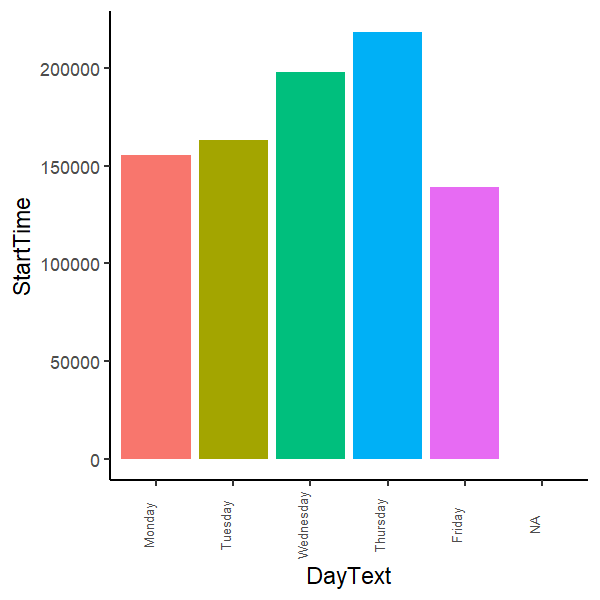 StartTime
200000
150000
100000
50000
0
Monday
Tuesday
Wednesday
Thursday
Friday
NA
DayText